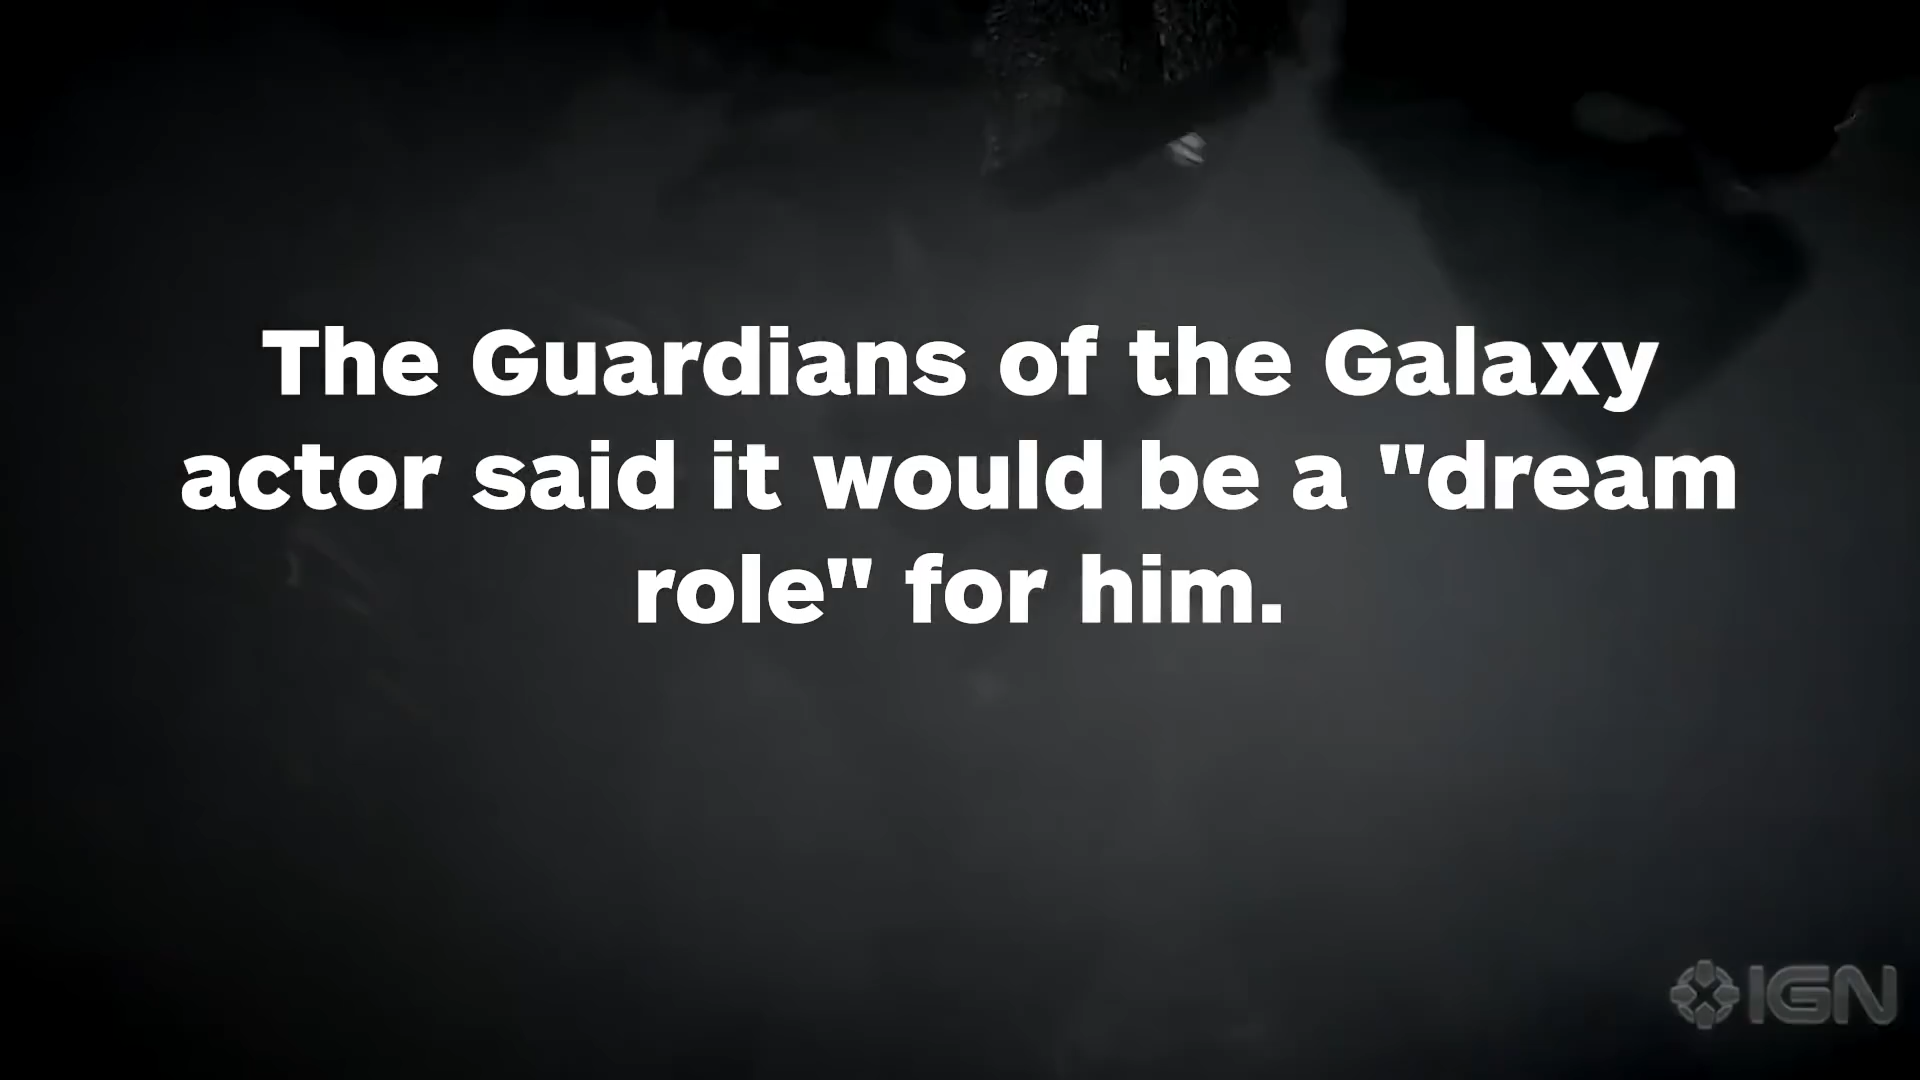 The Guardians of the Galaxy
actor said it would be a "dream
role" for him.
IGN